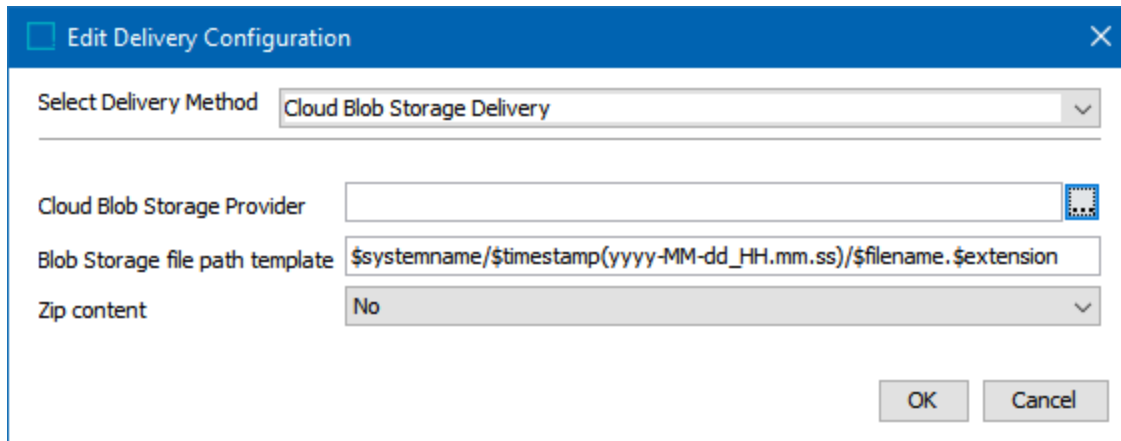 Edit Delivery Configuration
Select Delivery Method Cloud Blob Storage Delivery
Cloud Blob Storage Provider ...
Blob Storage file path template $systemname/$timestamp(yyyy-MM-dd_HH.mm.ss)/$filename.$extension
Zip content No
OK Cancel